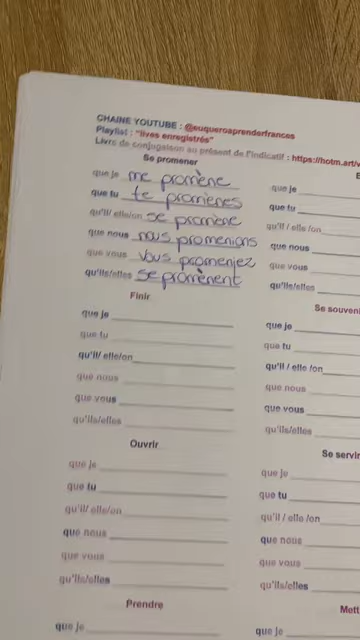 CHAINE YOUTUBE : @euqueroaprenderfrances
Playlist : "lives enregistrés"
Livre de conjugaison au présent de l'indicatif : https://hotm.art/v
Se promener
que je me promène
que tu te promènes
qu'il/ elle/on se promène
que nous nous promenions
que vous vous promeniez
qu'ils/elles se promènent
Finir
que je
que tu
qu'il/ elle/on
que nous
que vous
qu'ils/elles
Ouvrir
que je
que tu
qu'il/ elle/on
que nous
que vous
qu'ils/elles
Prendre
que je
que je
que tu
qu'il / elle /on
que nous
que vous
qu'ils/elles
Se souveni
que je
que tu
qu'il / elle /on
que nous
que vous
qu'ils/elles
Se servir
que je
que tu
qu'il / elle /on
que nous
que vous
qu'ils/elles
Mett
que je